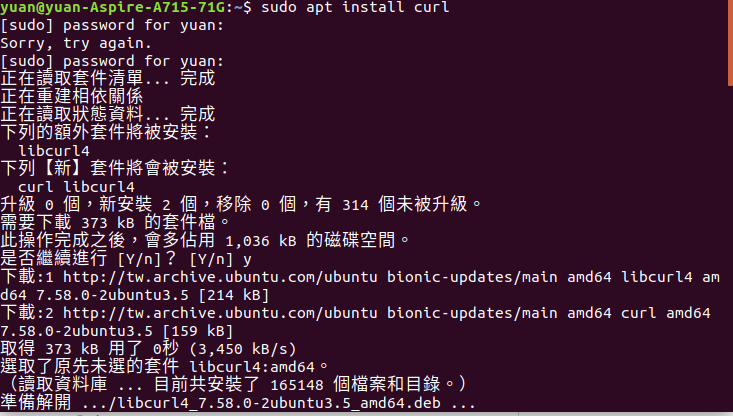 yuan@yuan-Aspire-A715-71G:~$ sudo apt install curl
[sudo] password for yuan:
Sorry, try again.
[sudo] password for yuan:
正在讀取套件清單... 完成
正在重建相依關係
正在讀取狀態資料... 完成
下列的額外套件將被安裝：
  libcurl4
下列【新】套件將會被安裝：
  curl libcurl4
升級 0 個，新安裝 2 個，移除 0 個，有 314 個未被升級。
需要下載 373 kB 的套件檔。
此操作完成之後，會多佔用 1,036 kB 的磁碟空間。
是否繼續進行 [Y/n]？ [Y/n] y
下載:1 http://tw.archive.ubuntu.com/ubuntu bionic-updates/main amd64 libcurl4 am
d64 7.58.0-2ubuntu3.5 [214 kB]
下載:2 http://tw.archive.ubuntu.com/ubuntu bionic-updates/main amd64 curl amd64
7.58.0-2ubuntu3.5 [159 kB]
取得 373 kB 用了 0秒 (3,450 kB/s)
選取了原先未選的套件 libcurl4:amd64。
（讀取資料庫 ... 目前共安裝了 165148 個檔案和目錄。）
準備解開 .../libcurl4_7.58.0-2ubuntu3.5_amd64.deb ...